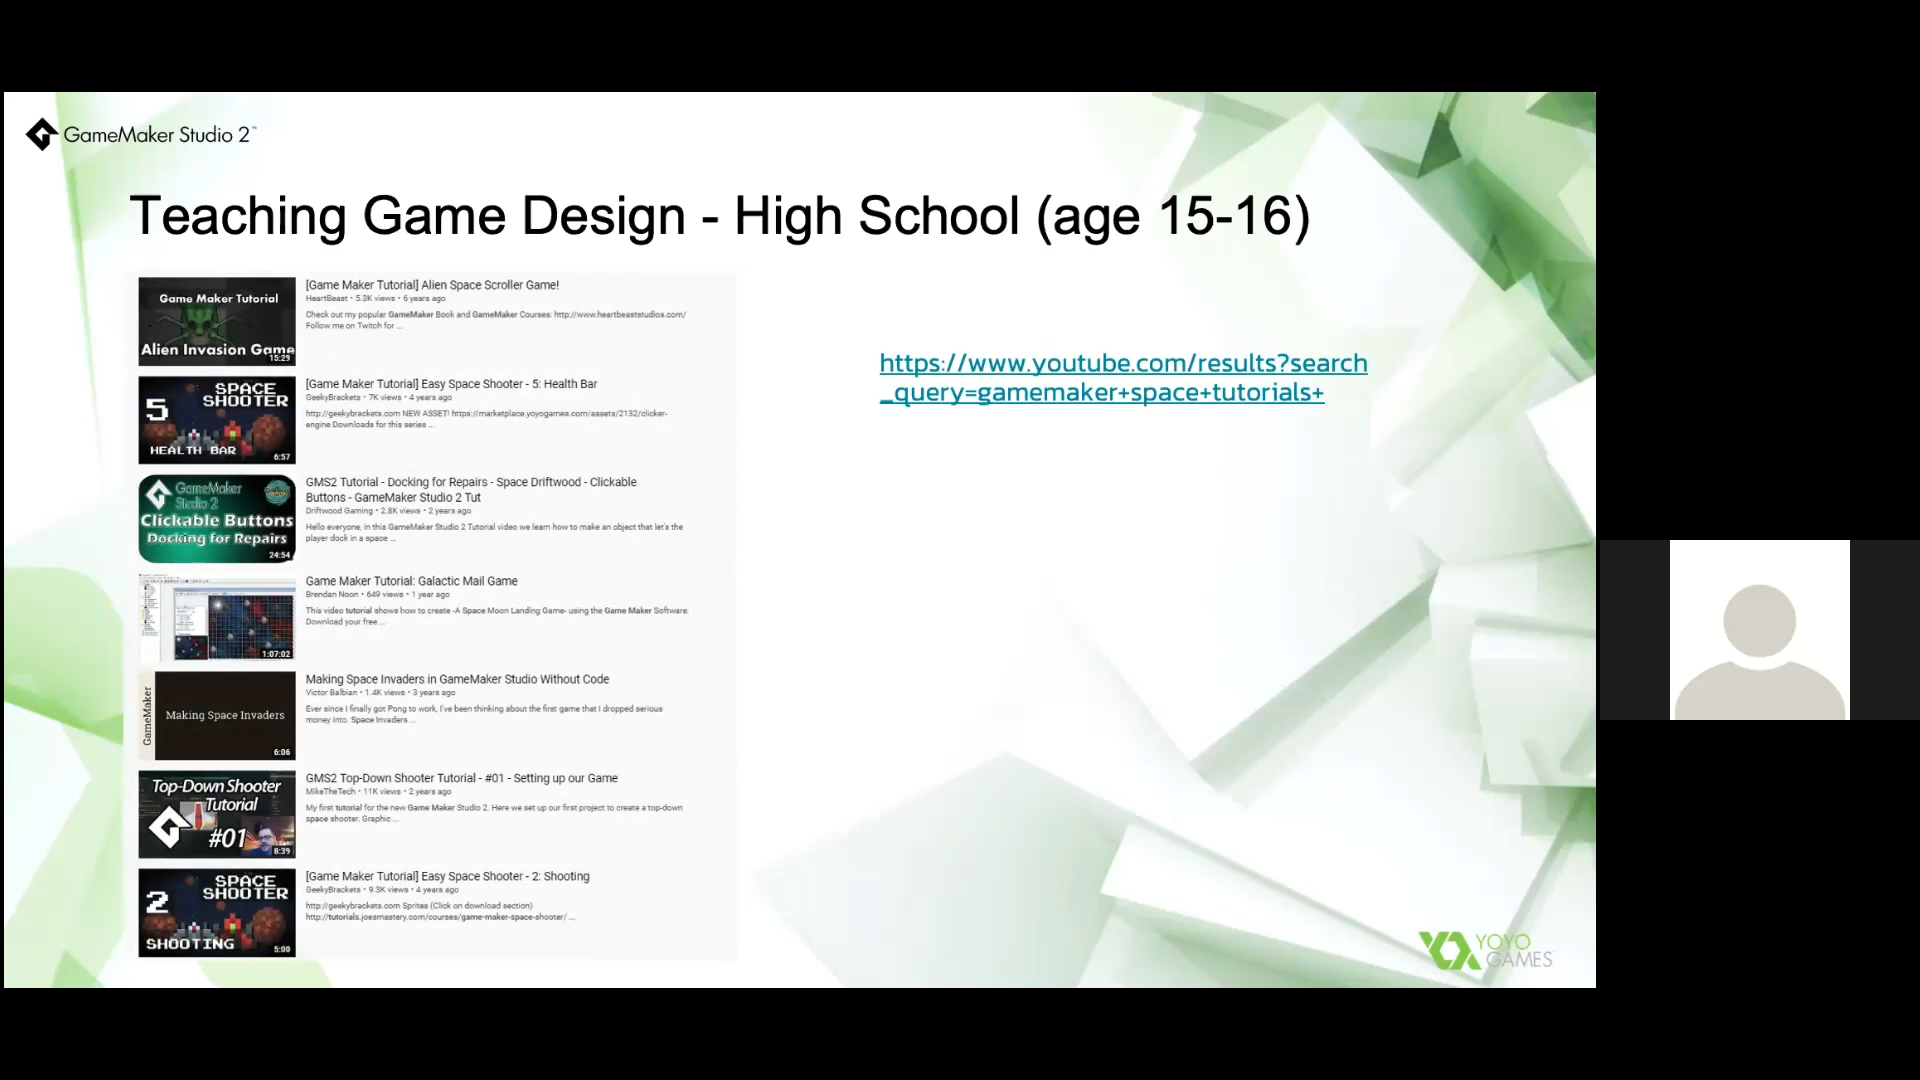 GameMaker Studio 2™
Teaching Game Design - High School (age 15-16)
Game Maker Tutorial
Alien Invasion Game
15:29
[Game Maker Tutorial] Alien Space Scroller Game!
HeartBeast • 5.3K views • 6 years ago
Check out my popular GameMaker Book and GameMaker Courses: http://www.heartbeaststudios.com/
Follow me on Twitch for ...
5
SPACE
SHOOTER
HEALTH BAR
6:57
[Game Maker Tutorial] Easy Space Shooter - 5: Health Bar
GeekyBrackets • 7K views • 4 years ago
http://geekybrackets.com NEW ASSET! https://marketplace.yoyogames.com/assets/2132/clicker-
engine Downloads for this series ...
GameMaker
Studio 2
Clickable Buttons
Docking for Repairs
24:54
GMS2 Tutorial - Docking for Repairs - Space Driftwood - Clickable
Buttons - GameMaker Studio 2 Tut
Driftwood Gaming • 2.8K views • 2 years ago
Hello everyone, in this GameMaker Studio 2 Tutorial video we learn how to make an object that let's the
player dock in a space ...
1:07:02
Game Maker Tutorial: Galactic Mail Game
Brendan Noon • 649 views • 1 year ago
This video tutorial shows how to create -A Space Moon Landing Game- using the Game Maker Software.
Download your free ...
GameMaker
Making Space Invaders
6:06
Making Space Invaders in GameMaker Studio Without Code
Victor Balbian • 1.4K views • 3 years ago
Ever since I finally got Pong to work, I've been thinking about the first game that I dropped serious
money into. Space Invaders ...
Top-Down Shooter
Tutorial
#01
8:39
GMS2 Top-Down Shooter Tutorial - #01 - Setting up our Game
MikeTheTech • 11K views • 2 years ago
My first tutorial for the new Game Maker Studio 2. Here we set up our first project to create a top-down
space shooter. Graphic ...
2
SPACE
SHOOTER
SHOOTING
5:00
[Game Maker Tutorial] Easy Space Shooter - 2: Shooting
GeekyBrackets • 9.3K views • 4 years ago
http://geekybrackets.com Sprites (Click on download section)
http://tutorials.joeamastery.com/courses/game-maker-space-shooter/ ...
https://www.youtube.com/results?search
_query=gamemaker+space+tutorials+
YOYO
GAMES